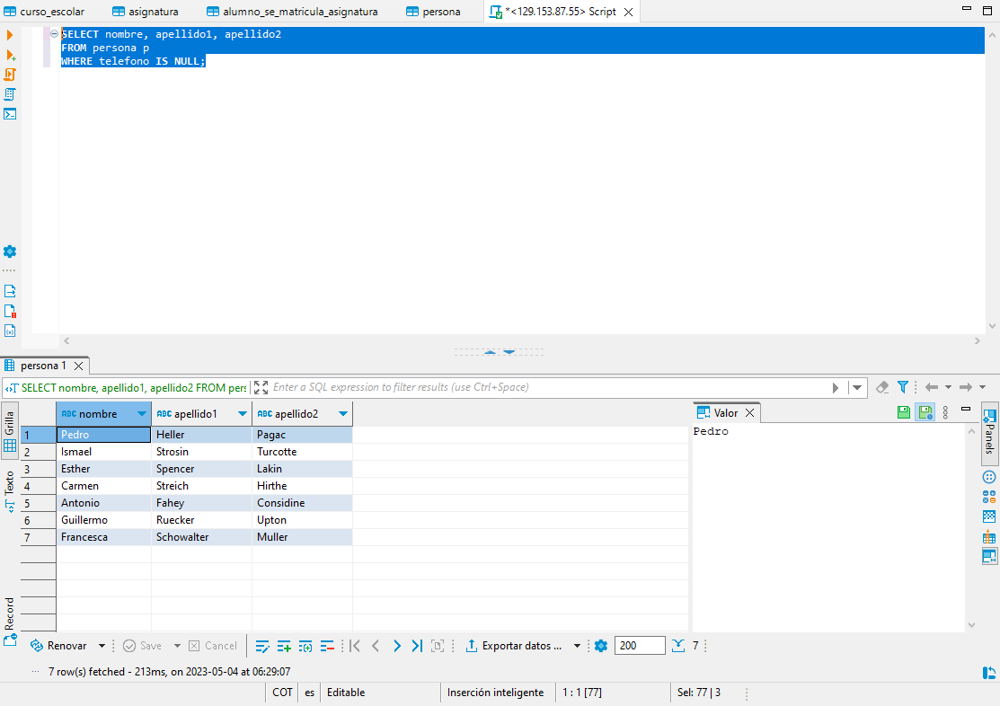 curso_escolar asignatura alumno_se_matricula_asignatura persona *<129.153.87.55> Script
SELECT nombre, apellido1, apellido2
FROM persona p
WHERE telefono IS NULL;
persona 1
SELECT nombre, apellido1, apellido2 FROM pers Enter a SQL expression to filter results (use Ctrl+Space)
Grilla
Texto
Record
ABC nombre ABC apellido1 ABC apellido2
1 Pedro Heller Pagac
2 Ismael Strosin Turcotte
3 Esther Spencer Lakin
4 Carmen Streich Hirthe
5 Antonio Fahey Considine
6 Guillermo Ruecker Upton
7 Francesca Schowalter Muller
Valor
Pedro
Panels
Renovar Save Cancel Exportar datos ... 200 7
7 row(s) fetched - 213ms, on 2023-05-04 at 06:29:07
COT es Editable Inserción inteligente 1 : 1 [77] Sel: 77 | 3